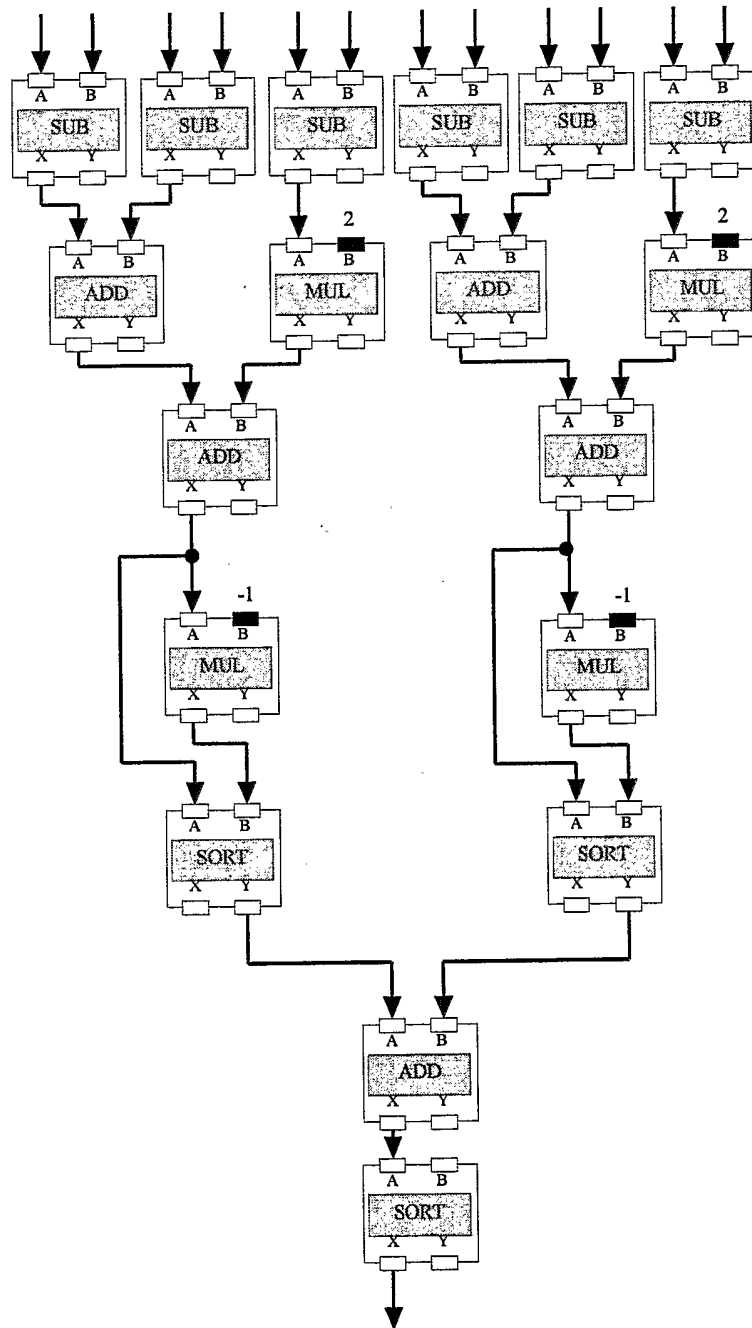 A B A B A B A B A B A B
SUB SUB SUB SUB SUB SUB
X Y X Y X Y X Y X Y X Y
2 2
A B A B A B A B
ADD MUL ADD MUL
X Y X Y X Y X Y
A B A B
ADD ADD
X Y X Y
-1 -1
A B A B
MUL MUL
X Y X Y
A B A B
SORT SORT
X Y X Y
A B
ADD
X Y
A B
SORT
X Y